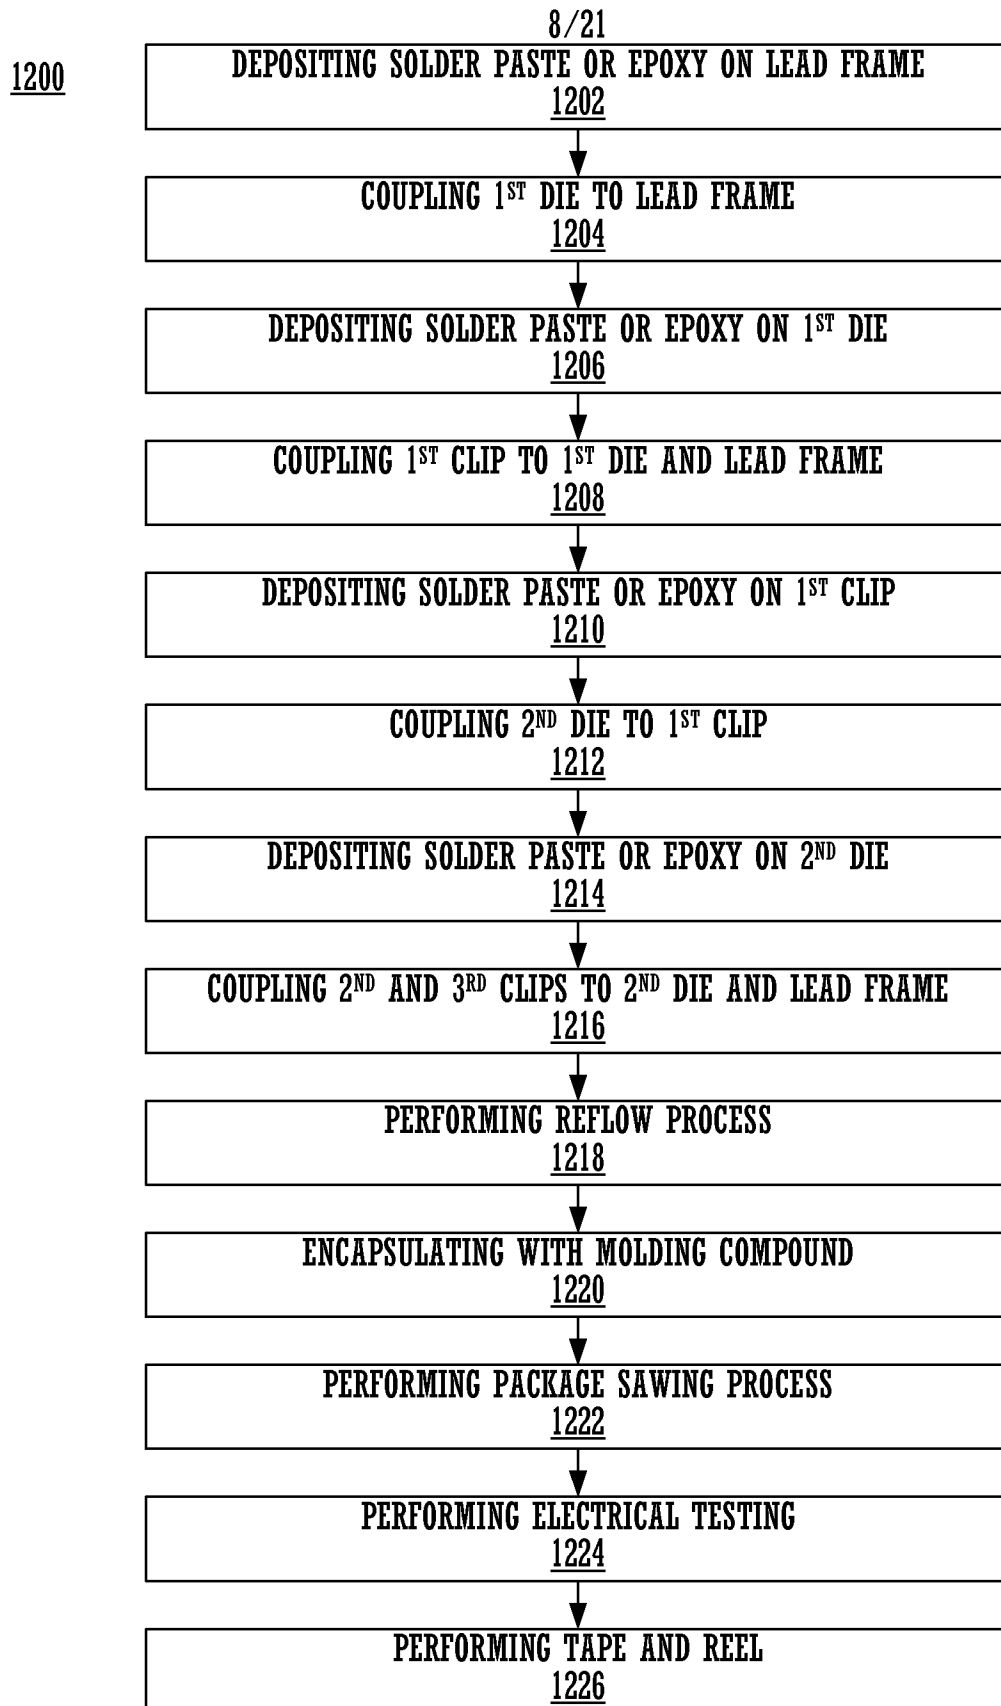 8/21
1200
DEPOSITING SOLDER PASTE OR EPOXY ON LEAD FRAME
1202
COUPLING 1ST DIE TO LEAD FRAME
1204
DEPOSITING SOLDER PASTE OR EPOXY ON 1ST DIE
1206
COUPLING 1ST CLIP TO 1ST DIE AND LEAD FRAME
1208
DEPOSITING SOLDER PASTE OR EPOXY ON 1ST CLIP
1210
COUPLING 2ND DIE TO 1ST CLIP
1212
DEPOSITING SOLDER PASTE OR EPOXY ON 2ND DIE
1214
COUPLING 2ND AND 3RD CLIPS TO 2ND DIE AND LEAD FRAME
1216
PERFORMING REFLOW PROCESS
1218
ENCAPSULATING WITH MOLDING COMPOUND
1220
PERFORMING PACKAGE SAWING PROCESS
1222
PERFORMING ELECTRICAL TESTING
1224
PERFORMING TAPE AND REEL
1226